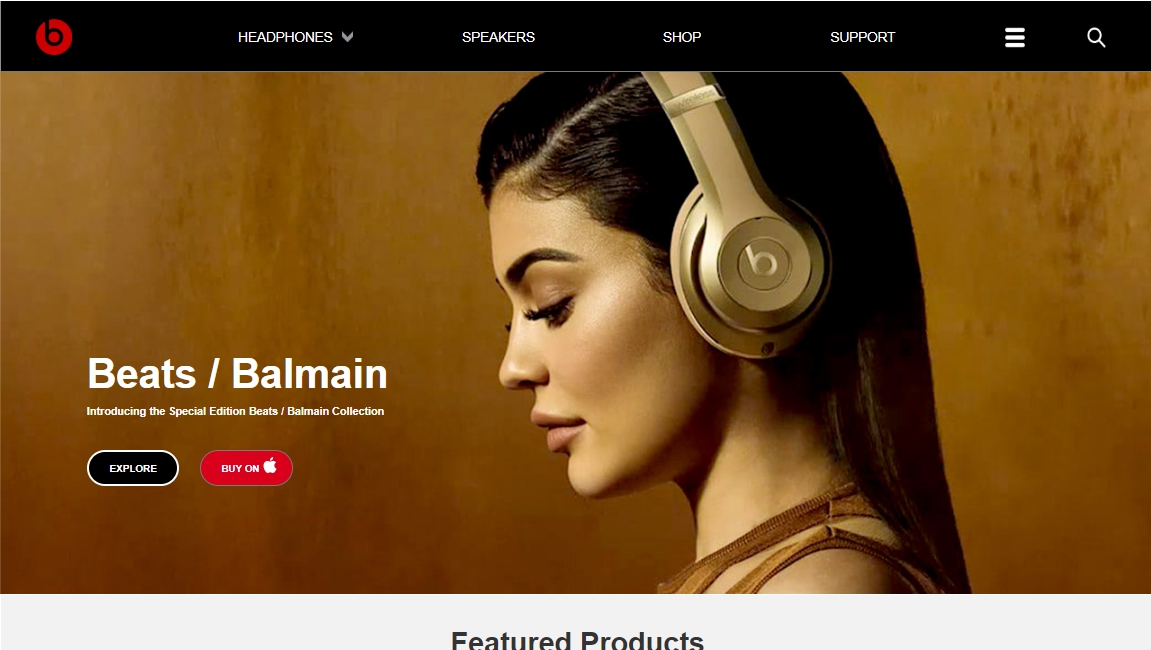 HEADPHONES
SPEAKERS
SHOP
SUPPORT
Beats / Balmain
Introducing the Special Edition Beats / Balmain Collection
EXPLORE
BUY ON
Featured Products